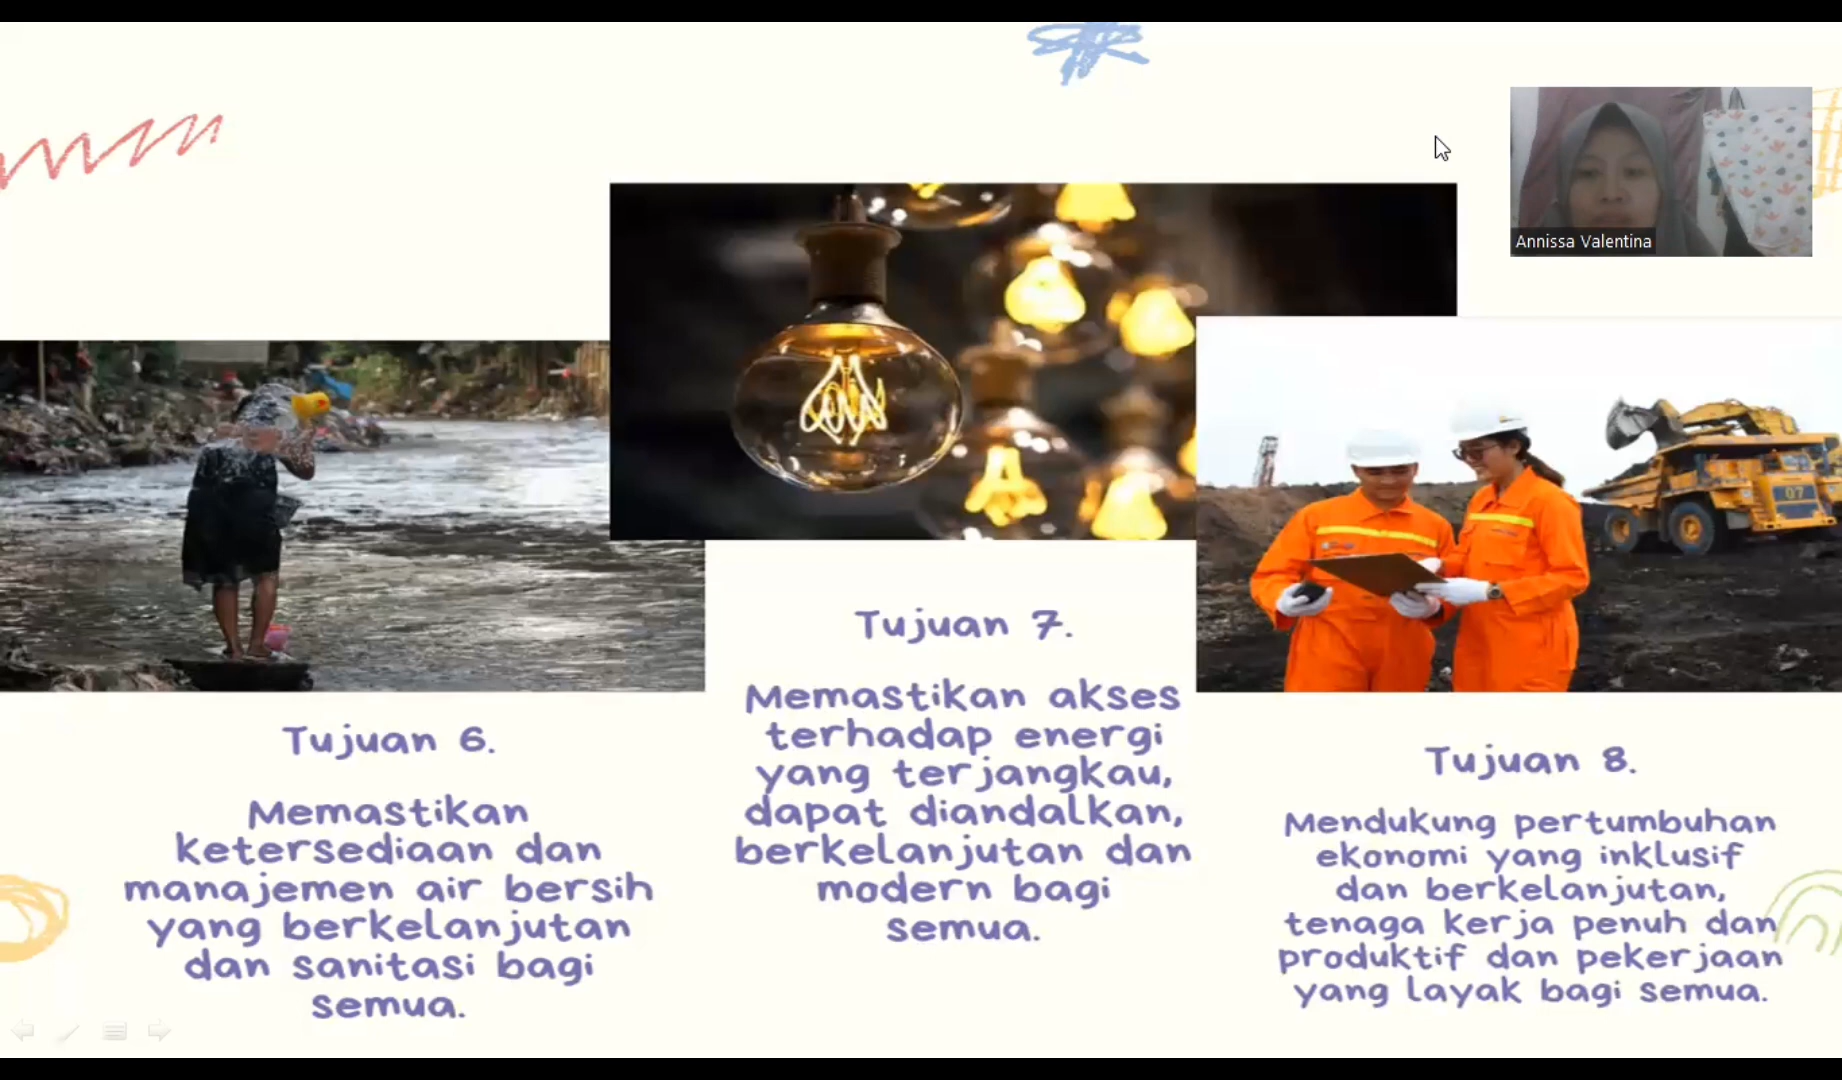 Annissa Valentina
07
Tujuan 6.
Memastikan
ketersediaan dan
manajemen air bersih
yang berkelanjutan
dan sanitasi bagi
semua.
Tujuan 7.
Memastikan akses
terhadap energi
yang terjangkau,
dapat diandalkan,
berkelanjutan dan
modern bagi
semua.
Tujuan 8.
Mendukung pertumbuhan
ekonomi yang inklusif
dan berkelanjutan,
tenaga kerja penuh dan
produktif dan pekerjaan
yang layak bagi semua.